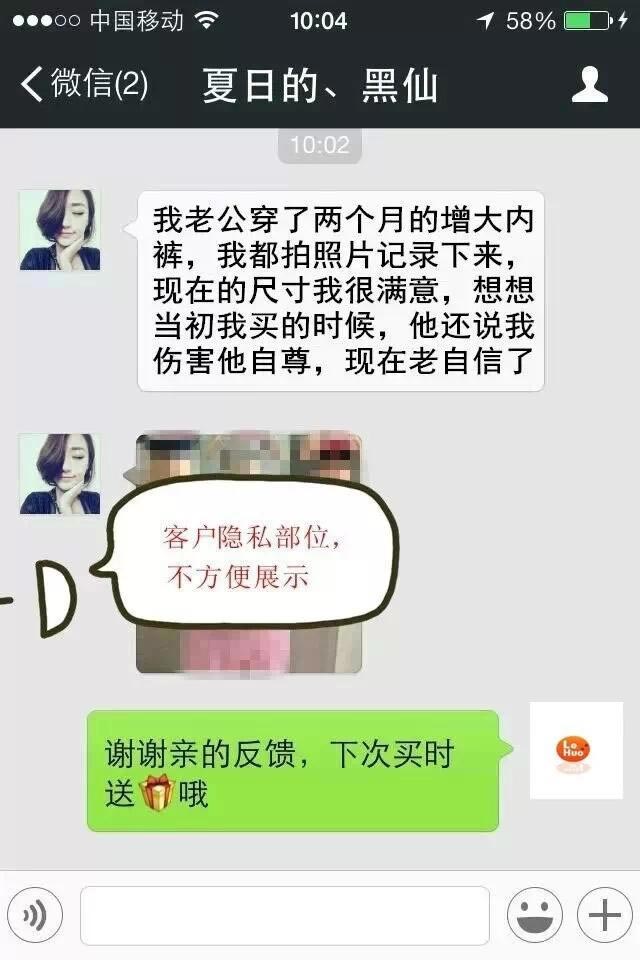 中国移动 10:04 58%
微信(2) 夏日的、黑仙
10:02
我老公穿了两个月的增大内
裤，我都拍照片记录下来，
现在的尺寸我很满意，想想
当初我买的时候，他还说我
伤害他自尊，现在老自信了
客户隐私部位，
不方便展示
D
谢谢亲的反馈，下次买时
送🎁哦
Le
Huo